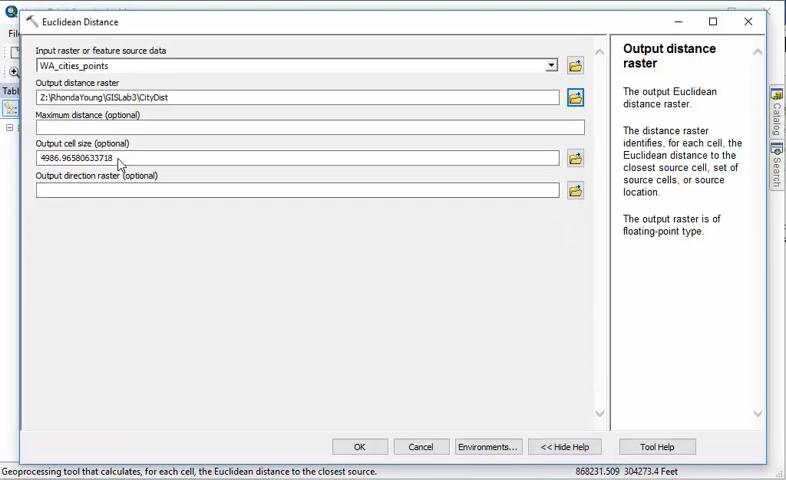 Euclidean Distance
Fil
Tabl
Input raster or feature source data
WA_cities_points
Output distance raster
Z:\RhondaYoung\GISLab3\CityDist
Maximum distance (optional)
Output cell size (optional)
4986.96580633718
Output direction raster (optional)
Output distance
raster
The output Euclidean
distance raster.
The distance raster
identifies, for each cell, the
Euclidean distance to the
closest source cell, set of
source cells, or source
location.
The output raster is of
floating-point type.
Catalog
Search
OK
Cancel
Environments...
<< Hide Help
Tool Help
Geoprocessing tool that calculates, for each cell, the Euclidean distance to the closest source.
868231.509 304273.4 Feet